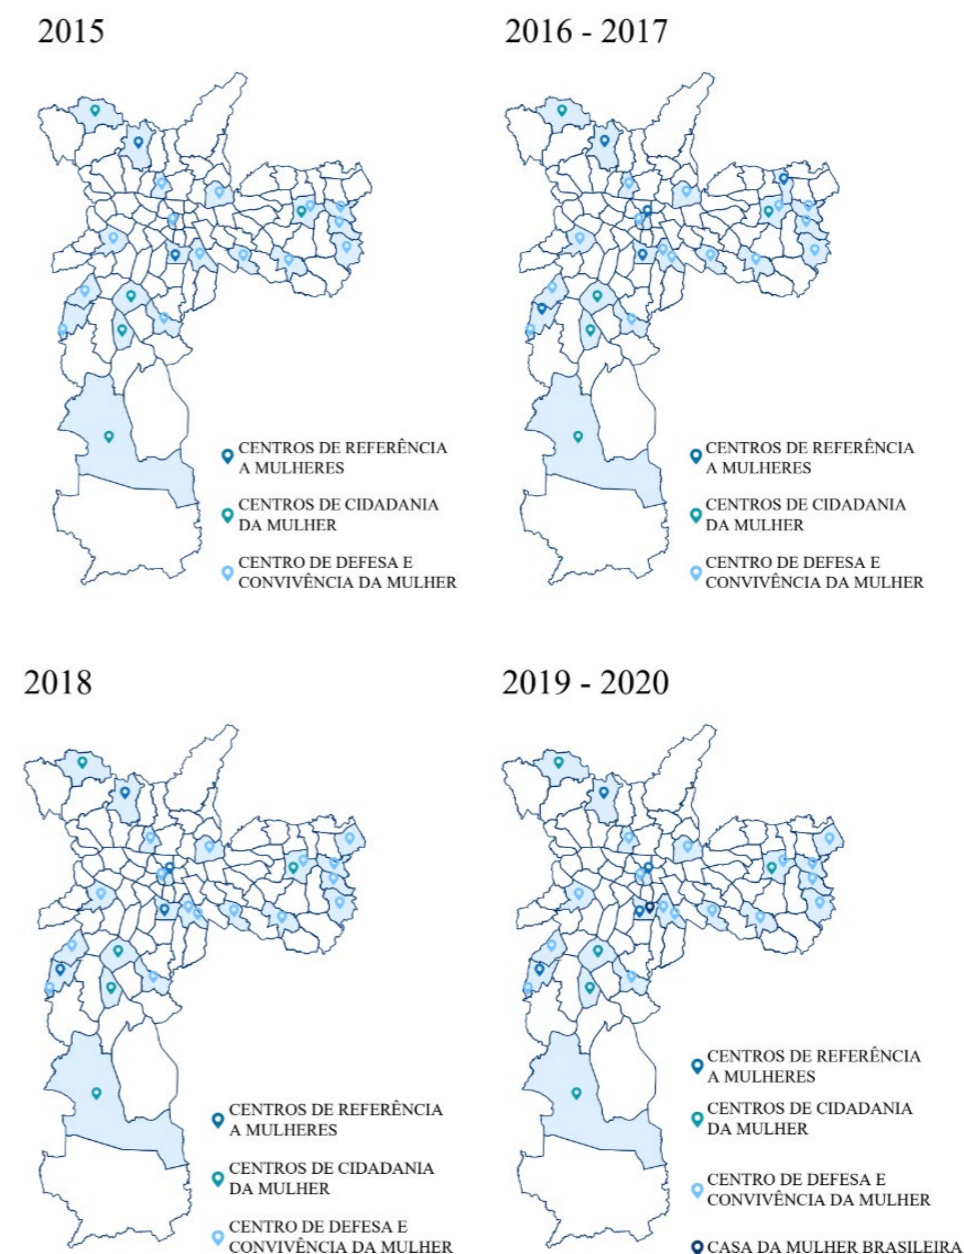 2015
2016 - 2017
CENTROS DE REFERÊNCIA
A MULHERES
CENTROS DE CIDADANIA
DA MULHER
CENTRO DE DEFESA E
CONVIVÊNCIA DA MULHER
CENTROS DE REFERÊNCIA
A MULHERES
CENTROS DE CIDADANIA
DA MULHER
CENTRO DE DEFESA E
CONVIVÊNCIA DA MULHER
2018
2019 - 2020
CENTROS DE REFERÊNCIA
A MULHERES
CENTROS DE CIDADANIA
DA MULHER
CENTRO DE DEFESA E
CONVIVÊNCIA DA MULHER
CENTROS DE REFERÊNCIA
A MULHERES
CENTROS DE CIDADANIA
DA MULHER
CENTRO DE DEFESA E
CONVIVÊNCIA DA MULHER
CASA DA MULHER BRASILEIRA